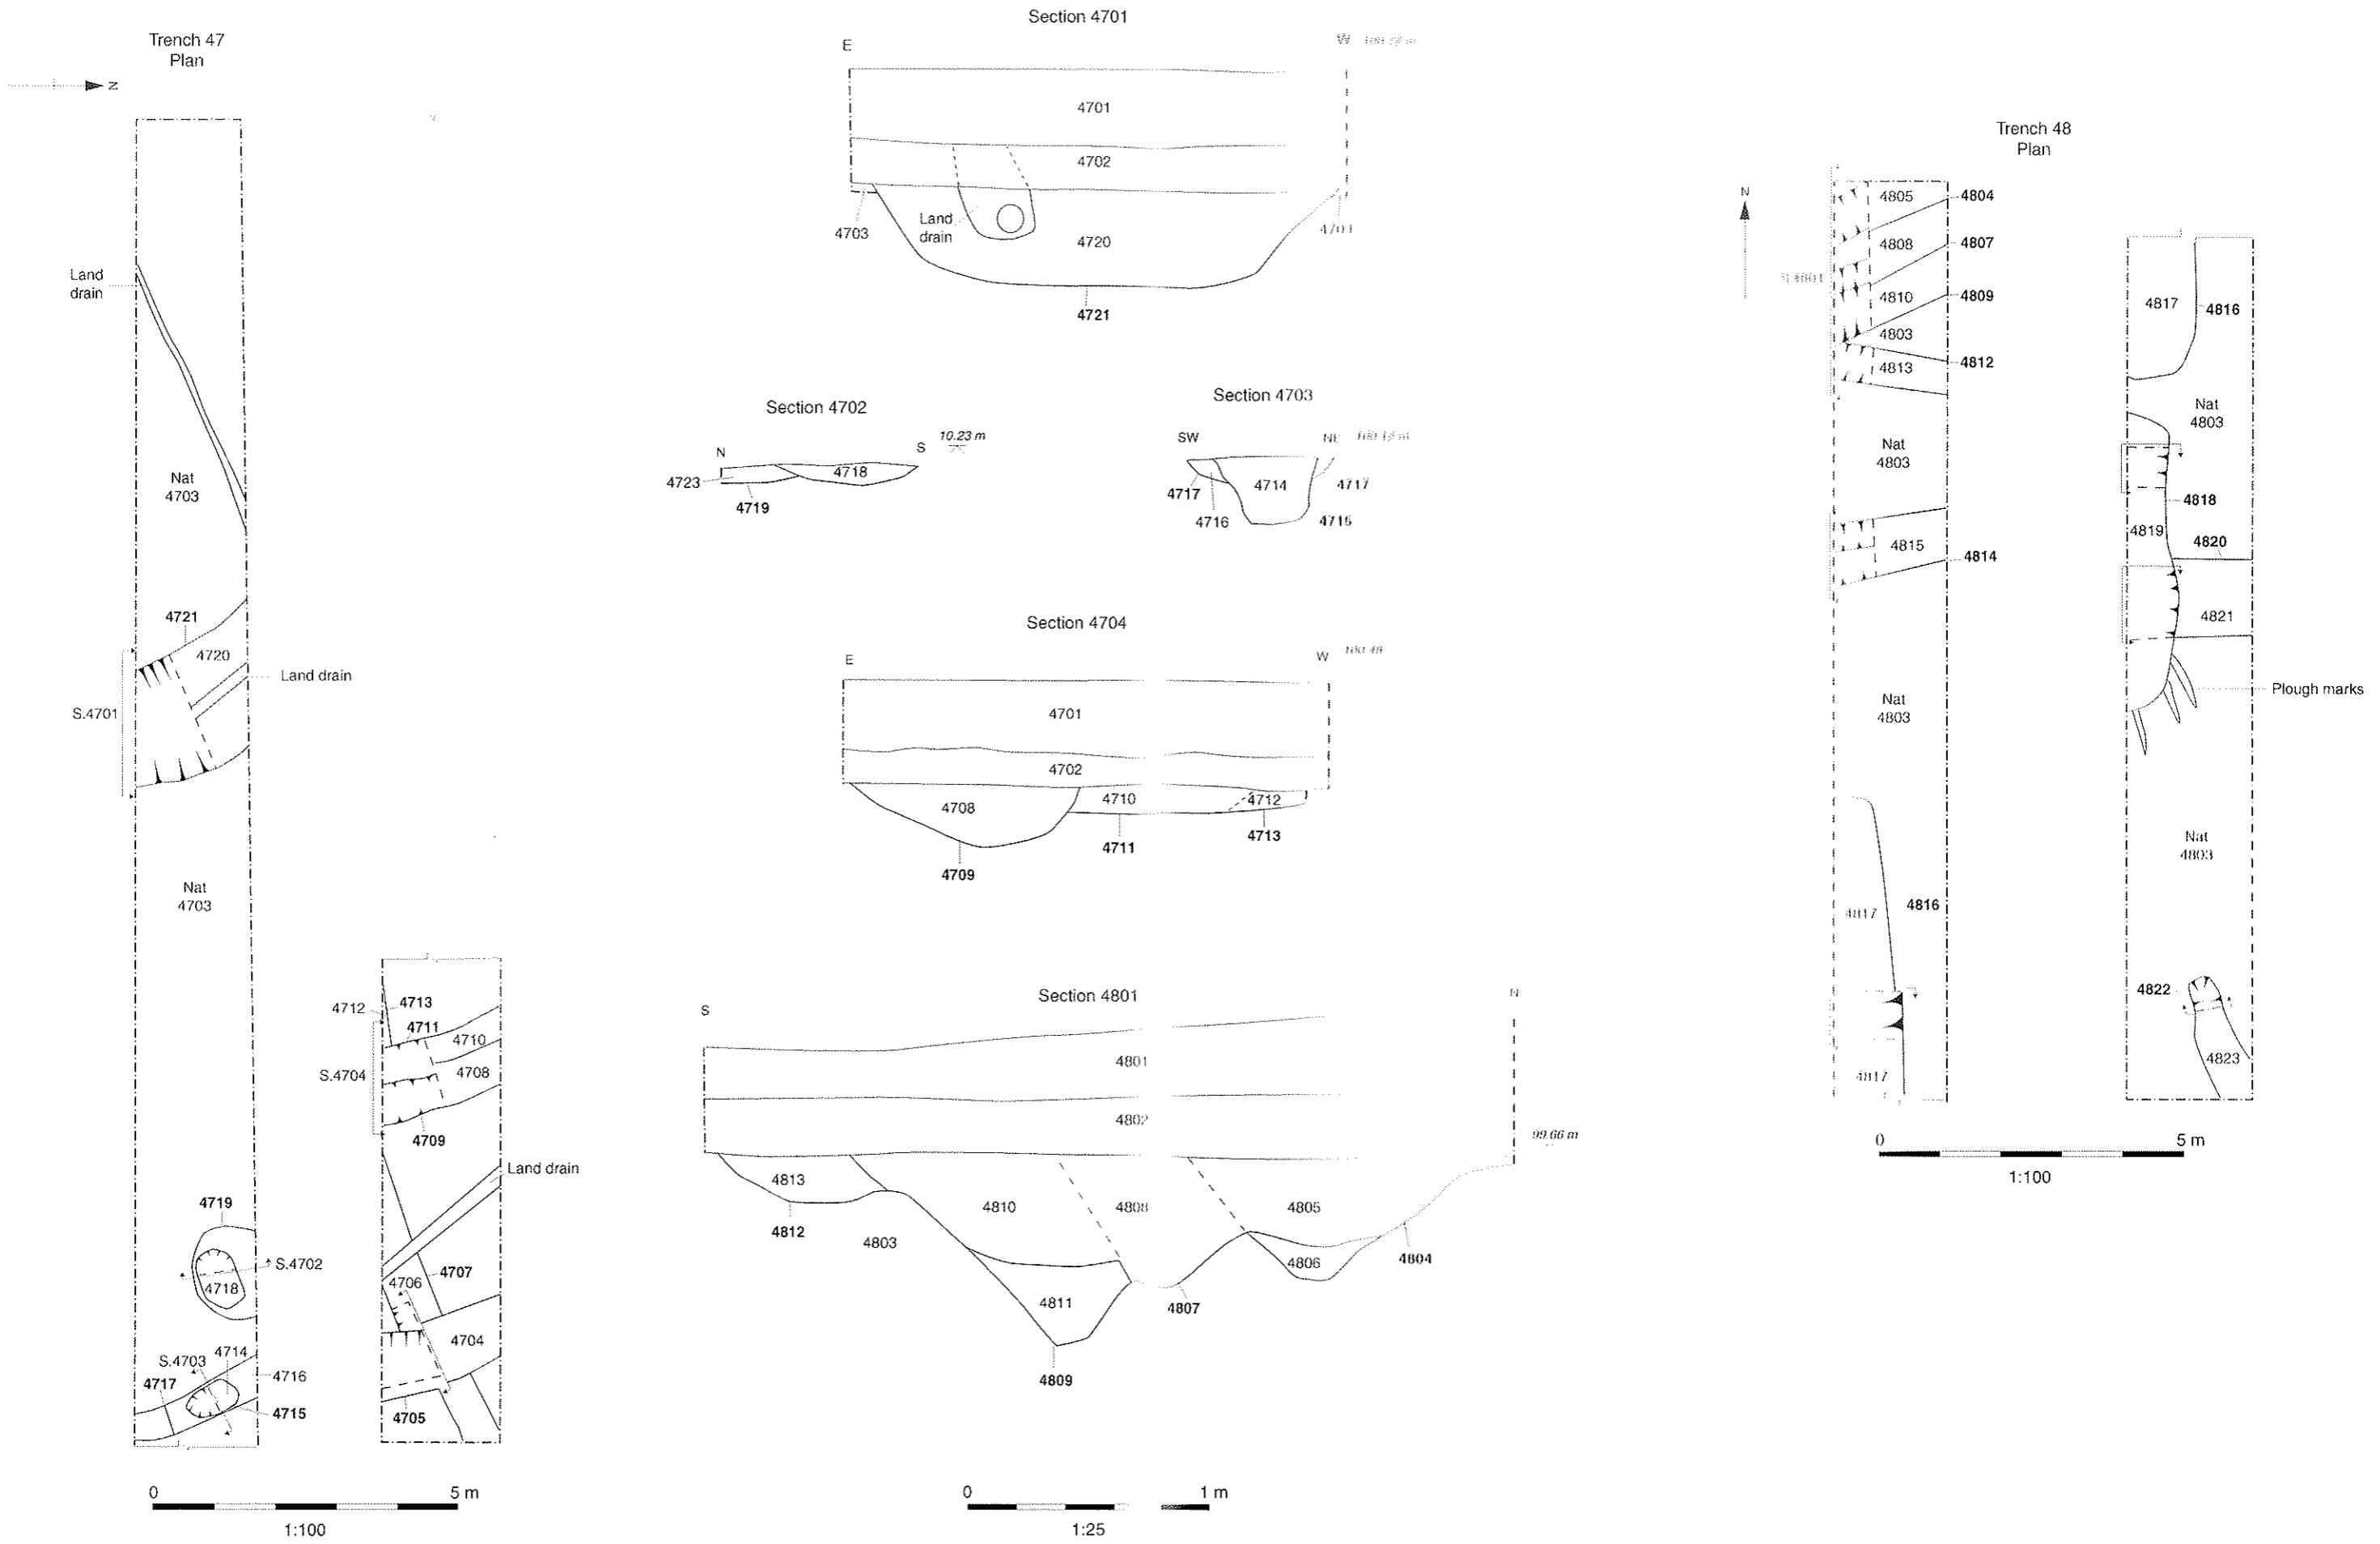 Trench 47
Plan
N
Land
drain
Nat
4703
4721
4720
Land drain
S.4701
Nat
4703
4719
S.4702
4718
S.4703
4714
4717
4716
4715
4712
4713
4711
4710
S.4704
4708
4709
Land drain
4706
4707
4704
4705
0
5 m
1:100
Section 4701
E
W
4701
4702
4703
Land
drain
4720
4721
Section 4702
N
S
10.23 m
4718
4723
4719
Section 4703
SW
4717
4716
4714
4717
4715
Section 4704
E
W
4701
4702
4708
4710
4712
4709
4711
4713
Section 4801
S
N
4801
4802
99.66 m
4813
4812
4803
4810
4808
4805
4806
4804
4811
4807
4809
0
1 m
1:25
Trench 48
Plan
N
4805
4804
4808
4807
S.4801
4810
4809
4803
4812
4813
Nat
4803
4815
4814
Nat
4803
4817
4816
4817
4817
4816
Nat
4803
4818
4819
4820
4821
Plough marks
Nat
4803
4822
4823
0
5 m
1:100